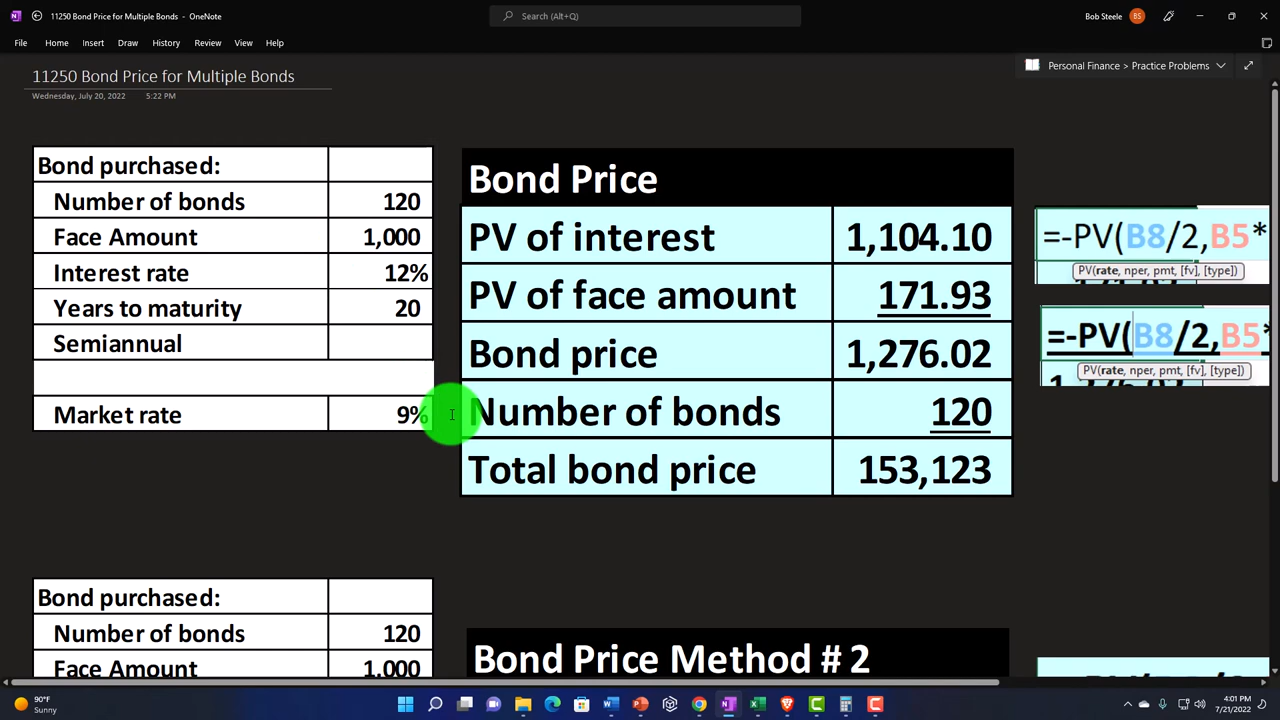 11250 Bond Price for Multiple Bonds - OneNote
Search (Alt+Q)
Bob Steele
BS
File Home Insert Draw History Review View Help
11250 Bond Price for Multiple Bonds
Wednesday, July 20, 2022 5:22 PM
Personal Finance > Practice Problems
Bond purchased:
Number of bonds 120
Face Amount 1,000
Interest rate 12%
Years to maturity 20
Semiannual
Market rate 9%
Bond Price
PV of interest 1,104.10
PV of face amount 171.93
Bond price 1,276.02
Number of bonds 120
Total bond price 153,123
=-PV(B8/2,B5*
PV(rate, nper, pmt, [fv], [type])
=-PV(B8/2,B5*
PV(rate, nper, pmt, [fv], [type])
Bond purchased:
Number of bonds 120
Face Amount 1,000
Bond Price Method # 2
90°F
Sunny
4:01 PM
7/21/2022